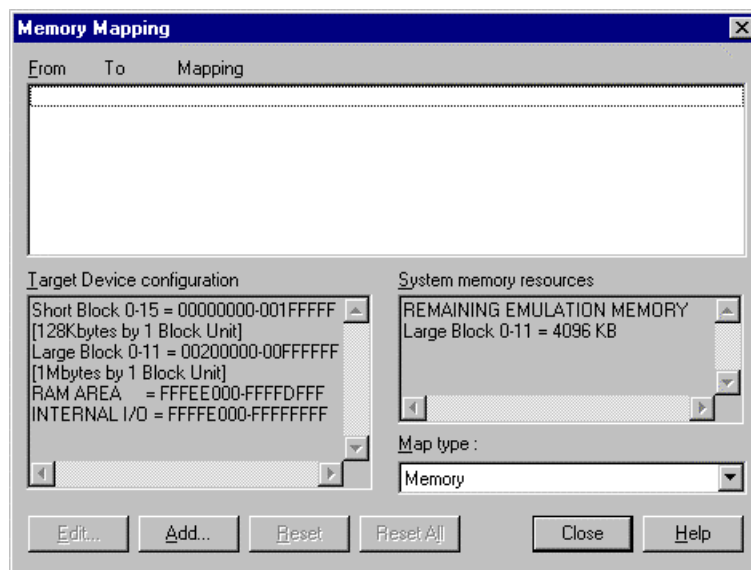 Memory Mapping
From To Mapping
Target Device configuration
Short Block 0-15 = 00000000-001FFFFF
[128Kbytes by 1 Block Unit]
Large Block 0-11 = 00200000-00FFFFFF
[1Mbytes by 1 Block Unit]
RAM AREA = FFFEE000-FFFFDFFF
INTERNAL I/O = FFFFE000-FFFFFFFF
System memory resources
REMAINING EMULATION MEMORY
Large Block 0-11 = 4096 KB
Map type :
Memory
Edit... Add... Reset Reset All Close Help